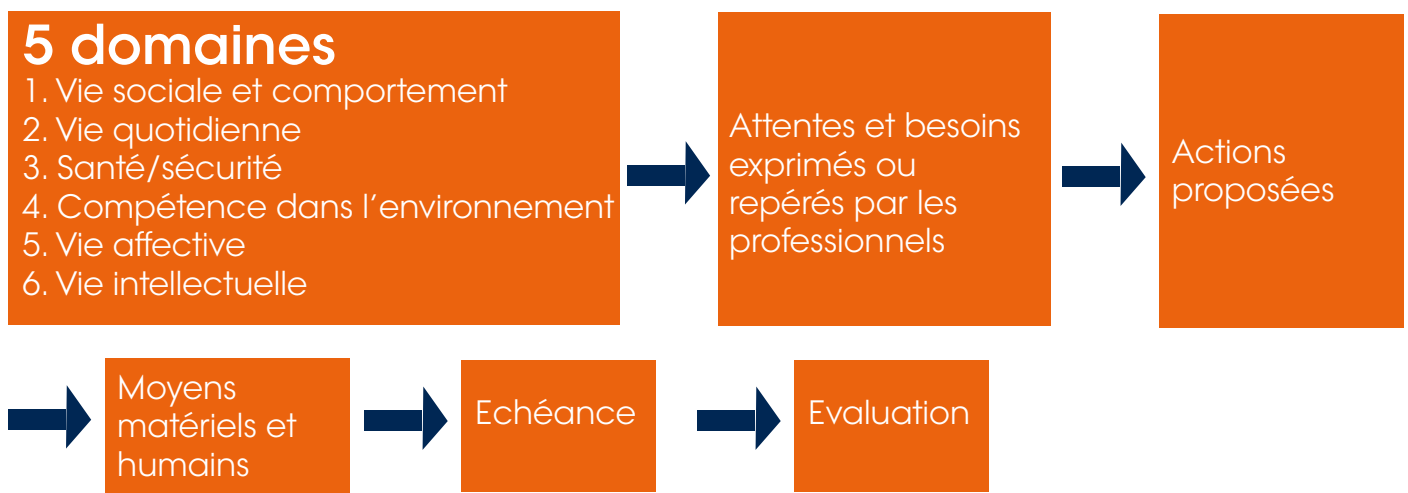 5 domaines
1. Vie sociale et comportement
2. Vie quotidienne
3. Santé/sécurité
4. Compétence dans l’environnement
5. Vie affective
6. Vie intellectuelle
Attentes et besoins
exprimés ou
repérés par les
professionnels
Actions
proposées
Moyens
matériels et
humains
Echéance
Evaluation